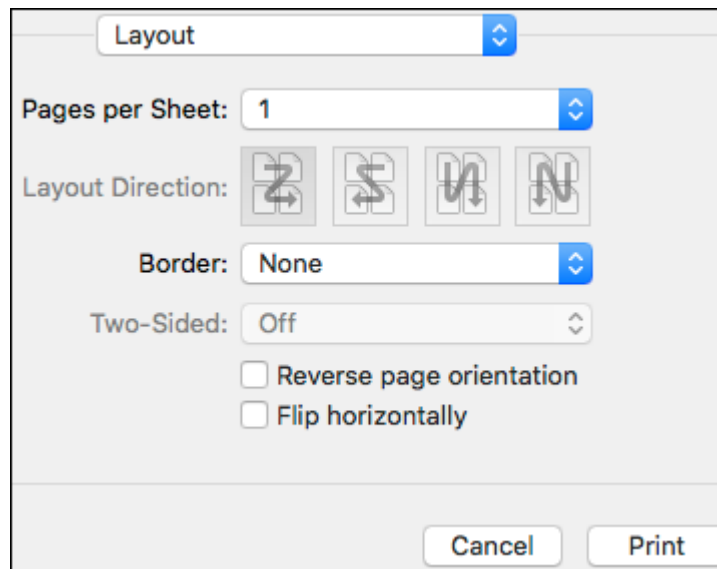 Layout
Pages per Sheet: 1
Layout Direction:
Border: None
Two-Sided: Off
Reverse page orientation
Flip horizontally
Cancel Print